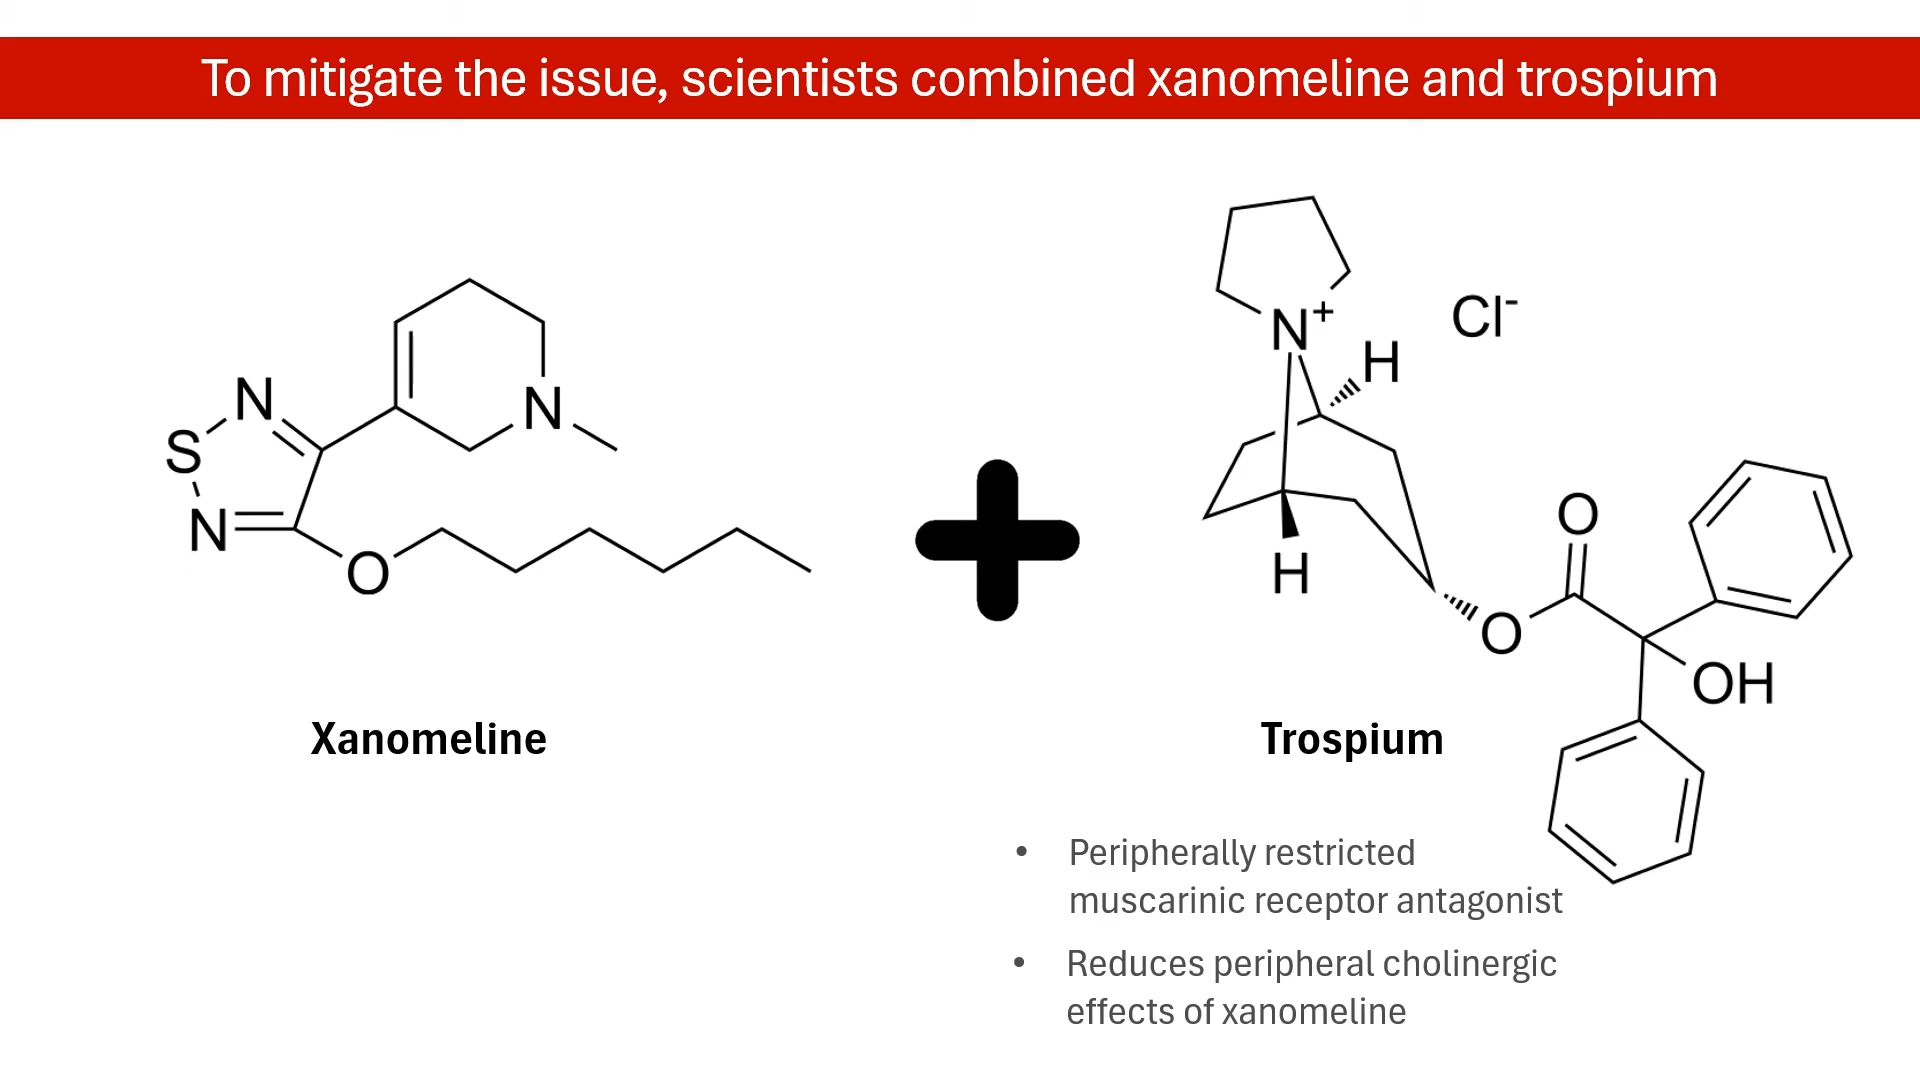 To mitigate the issue, scientists combined xanomeline and trospium
N
S
N
N
O
Xanomeline
N+
H
Cl-
H
O
O
OH
Trospium
• Peripherally restricted
muscarinic receptor antagonist
• Reduces peripheral cholinergic
effects of xanomeline